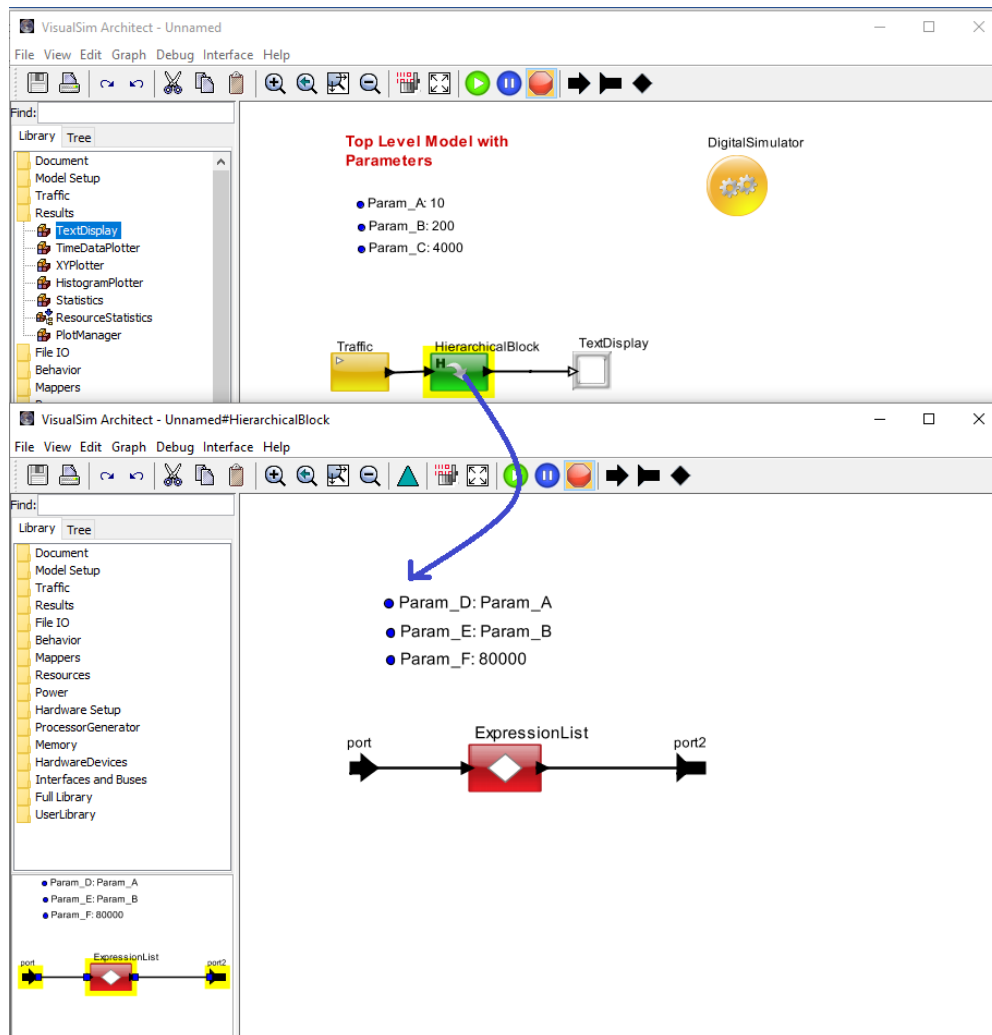 VisualSim Architect - Unnamed
File View Edit Graph Debug Interface Help
Find:
Library Tree
Document
Model Setup
Traffic
Results
TextDisplay
TimeDataPlotter
XYPlotter
HistogramPlotter
Statistics
ResourceStatistics
PlotManager
File IO
Behavior
Mappers
Top Level Model with
Parameters
Param_A: 10
Param_B: 200
Param_C: 4000
DigitalSimulator
Traffic
HierarchicalBlock
H
TextDisplay
VisualSim Architect - Unnamed#HierarchicalBlock
File View Edit Graph Debug Interface Help
Find:
Library Tree
Document
Model Setup
Traffic
Results
File IO
Behavior
Mappers
Resources
Power
Hardware Setup
ProcessorGenerator
Memory
HardwareDevices
Interfaces and Buses
Full Library
UserLibrary
Param_D: Param_A
Param_E: Param_B
Param_F: 80000
port
ExpressionList
port2
Param_D: Param_A
Param_E: Param_B
Param_F: 80000
port
ExpressionList
port2